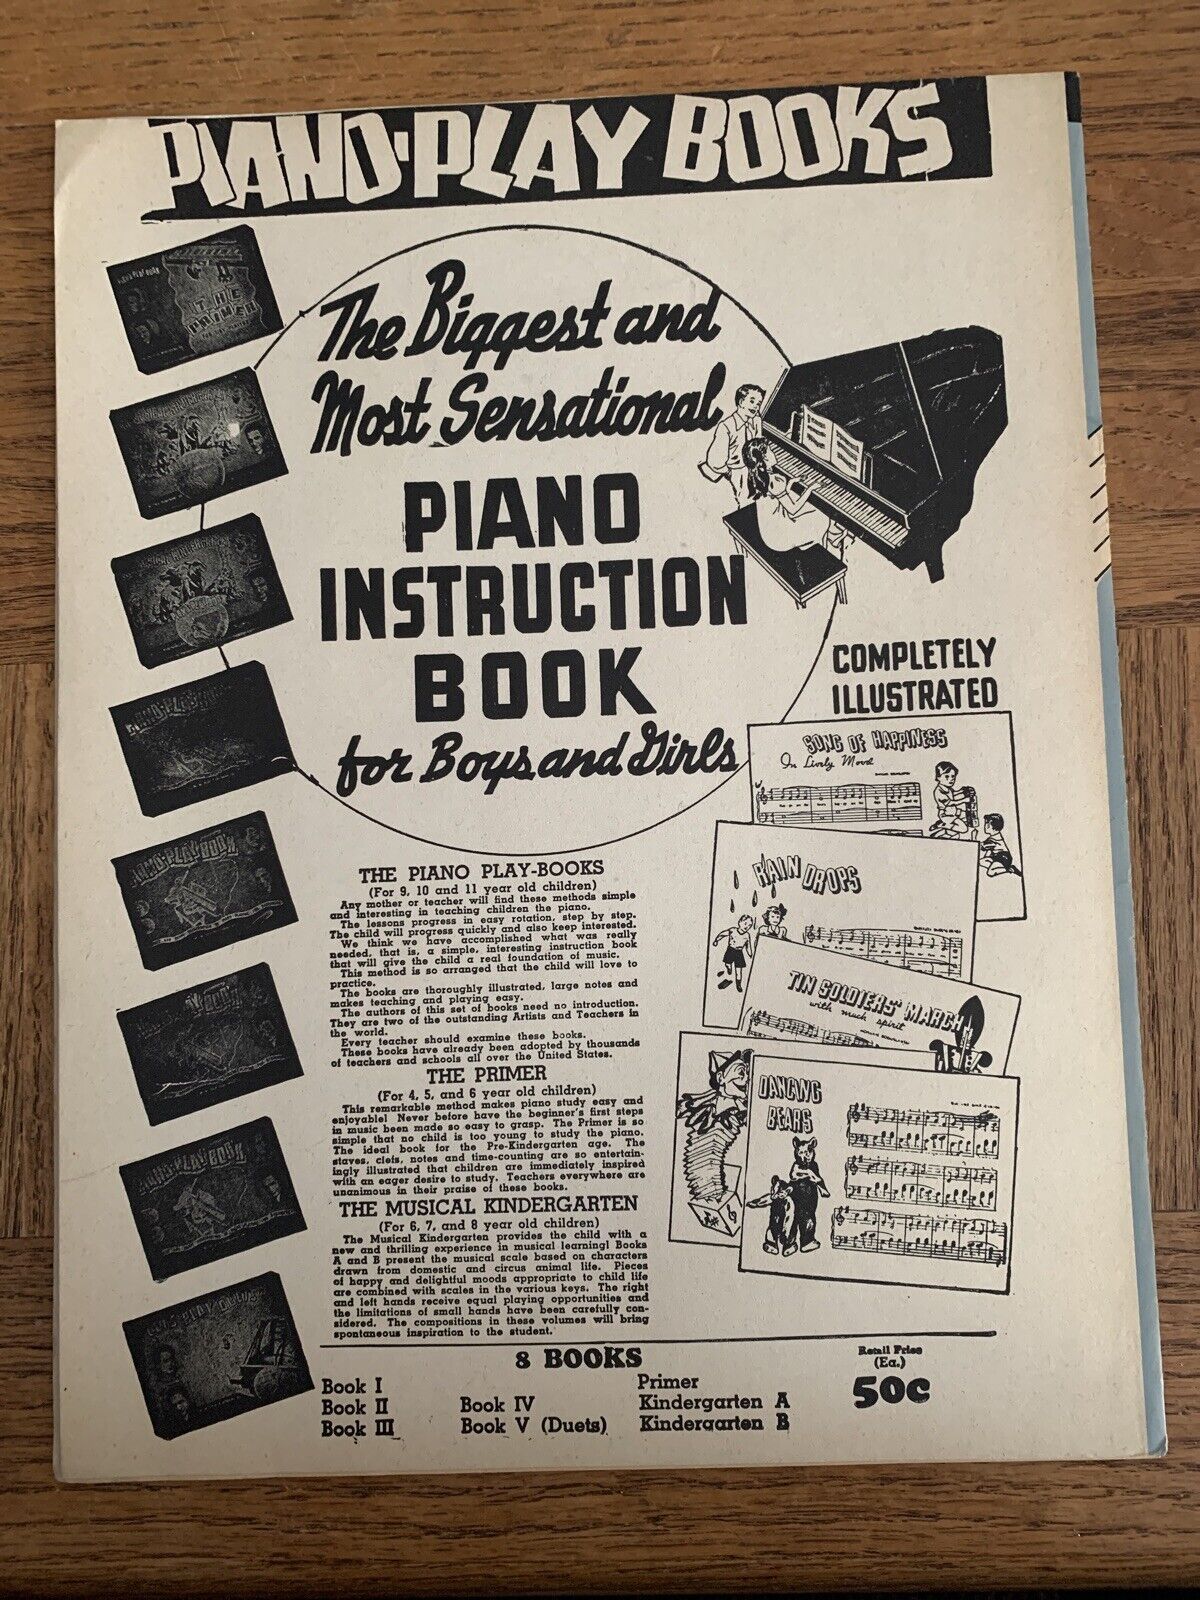 PIANO-PLAY BOOKS
The Biggest and
Most Sensational
PIANO
INSTRUCTION
BOOK
for Boys and Girls
COMPLETELY
ILLUSTRATED
THE
PRIMER
SONG OF HAPPINESS
In Lively Mood
RAIN DROPS
TIN SOLDIERS' MARCH
with much spirit
DANCING
BEARS
THE PIANO PLAY-BOOKS
(For 9, 10 and 11 year old children)
Any mother or teacher will find these methods simple
and interesting in teaching children the piano.
The lessons progress in easy rotation, step by step.
The child will progress quickly and also keep interested.
We think we have accomplished what was really
needed, that is, a simple, interesting instruction book
that will give the child a real foundation of music.
This method is so arranged that the child will love to
practice.
The books are thoroughly illustrated, large notes and
makes teaching and playing easy.
The authors of this set of books need no introduction.
They are two of the outstanding Artists and Teachers in
the world.
Every teacher should examine these books.
These books have already been adopted by thousands
of teachers and schools all over the United States.
THE PRIMER
(For 4, 5, and 6 year old children)
This remarkable method makes piano study easy and
enjoyable! Never before have the beginner's first steps
in music been made so easy to grasp. The Primer is so
simple that no child is too young to study the piano.
The ideal book for the Pre-Kindergarten age. The
staves, clefs, notes and time-counting are so entertain-
ingly illustrated that children are immediately inspired
with an eager desire to study. Teachers everywhere are
unanimous in their praise of these books.
THE MUSICAL KINDERGARTEN
(For 6, 7, and 8 year old children)
The Musical Kindergarten provides the child with a
new and thrilling experience in musical learning! Books
A and B present the musical scale based on characters
drawn from domestic and circus animal life. Pieces
of happy and delightful moods appropriate to child life
are combined with scales in the various keys. The right
and left hands receive equal playing opportunities and
the limitations of small hands have been carefully con-
sidered. The compositions in these volumes will bring
spontaneous inspiration to the student.
8 BOOKS
Book I
Book II
Book III
Book IV
Book V (Duets)
Primer
Kindergarten A
Kindergarten B
Retail Price
(Ea.)
50c